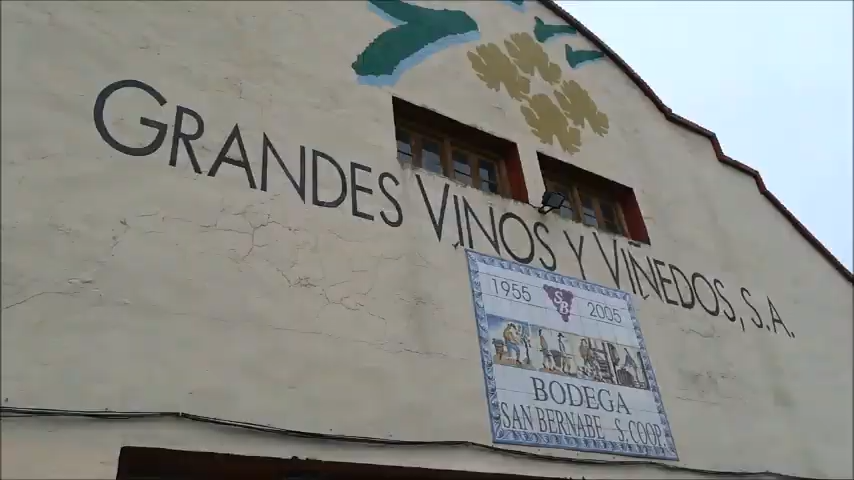 GRANDES VINOS Y VIÑEDOS, S.A.
1955 SB 2005
BODEGA
SAN BERNABE S. COOP.